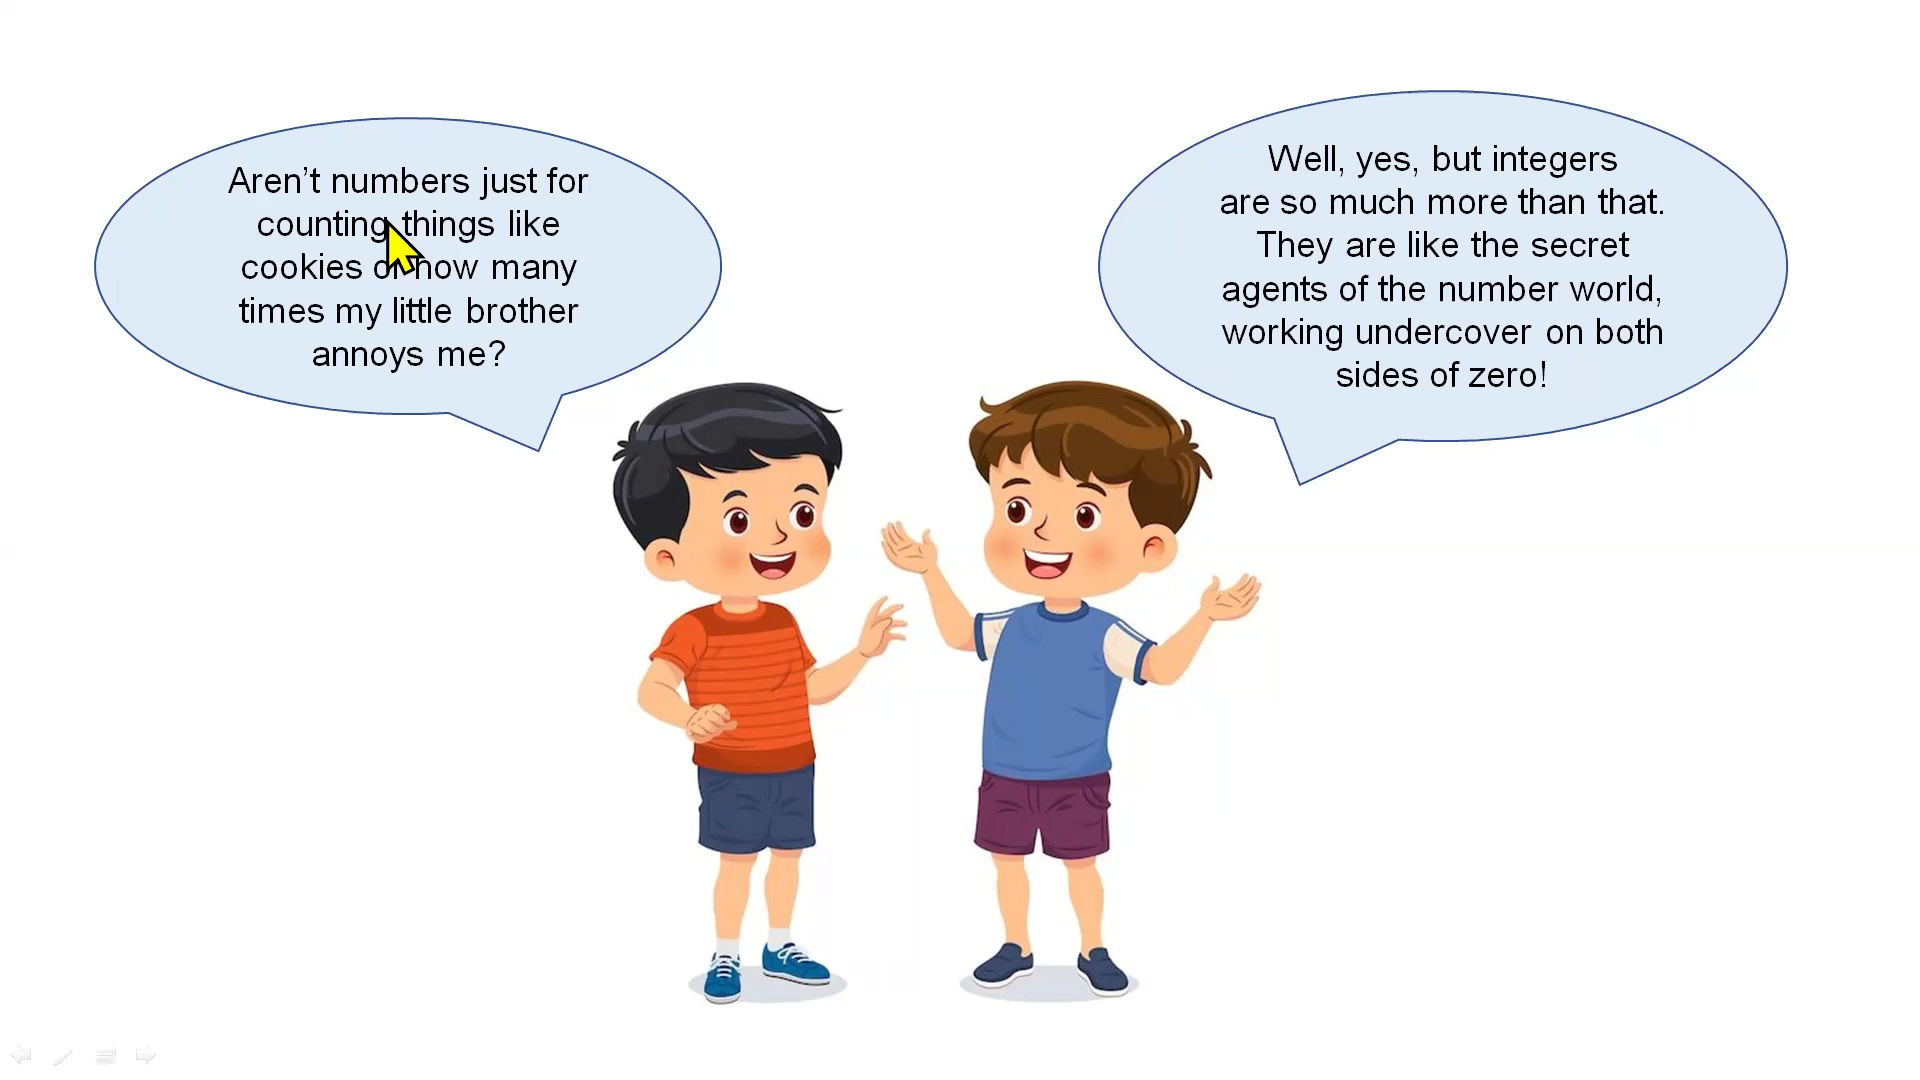 Aren’t numbers just for
counting things like
cookies or how many
times my little brother
annoys me?
Well, yes, but integers
are so much more than that.
They are like the secret
agents of the number world,
working undercover on both
sides of zero!